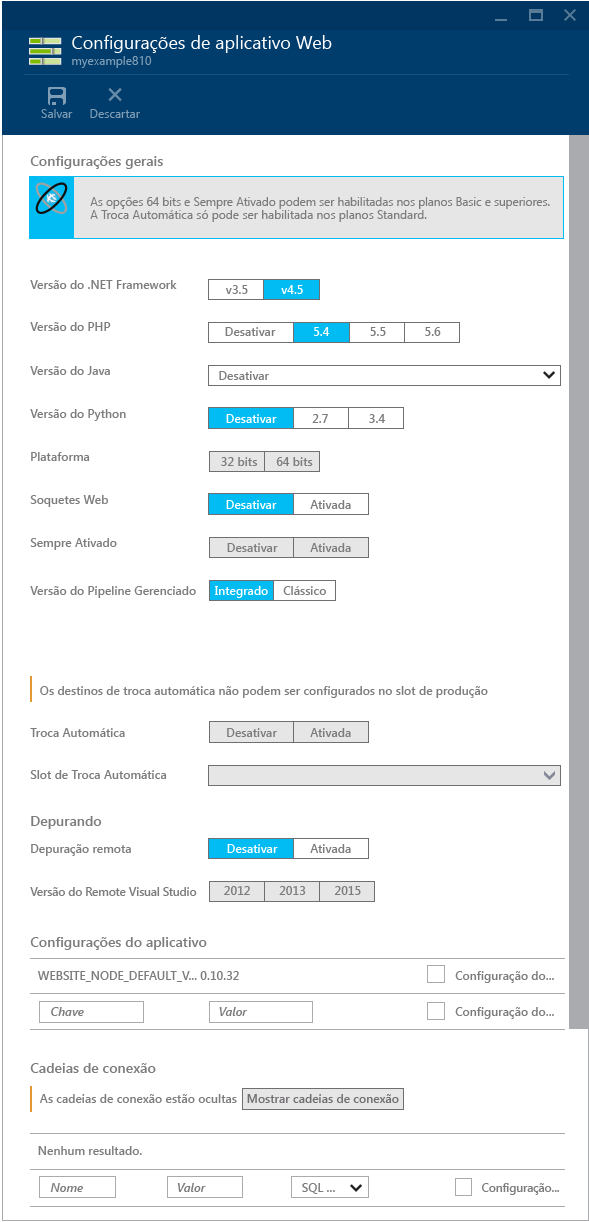 Configurações de aplicativo Web
myexample810
Salvar Descartar
Configurações gerais
As opções 64 bits e Sempre Ativado podem ser habilitadas nos planos Basic e superiores.
A Troca Automática só pode ser habilitada nos planos Standard.
Versão do .NET Framework v3.5 v4.5
Versão do PHP Desativar 5.4 5.5 5.6
Versão do Java Desativar
Versão do Python Desativar 2.7 3.4
Plataforma 32 bits 64 bits
Soquetes Web Desativar Ativada
Sempre Ativado Desativar Ativada
Versão do Pipeline Gerenciado Integrado Clássico
Os destinos de troca automática não podem ser configurados no slot de produção
Troca Automática Desativar Ativada
Slot de Troca Automática
Depurando
Depuração remota Desativar Ativada
Versão do Remote Visual Studio 2012 2013 2015
Configurações do aplicativo
WEBSITE_NODE_DEFAULT_V... 0.10.32 Configuração do...
Chave Valor Configuração do...
Cadeias de conexão
As cadeias de conexão estão ocultas Mostrar cadeias de conexão
Nenhum resultado.
Nome Valor SQL ... Configuração...